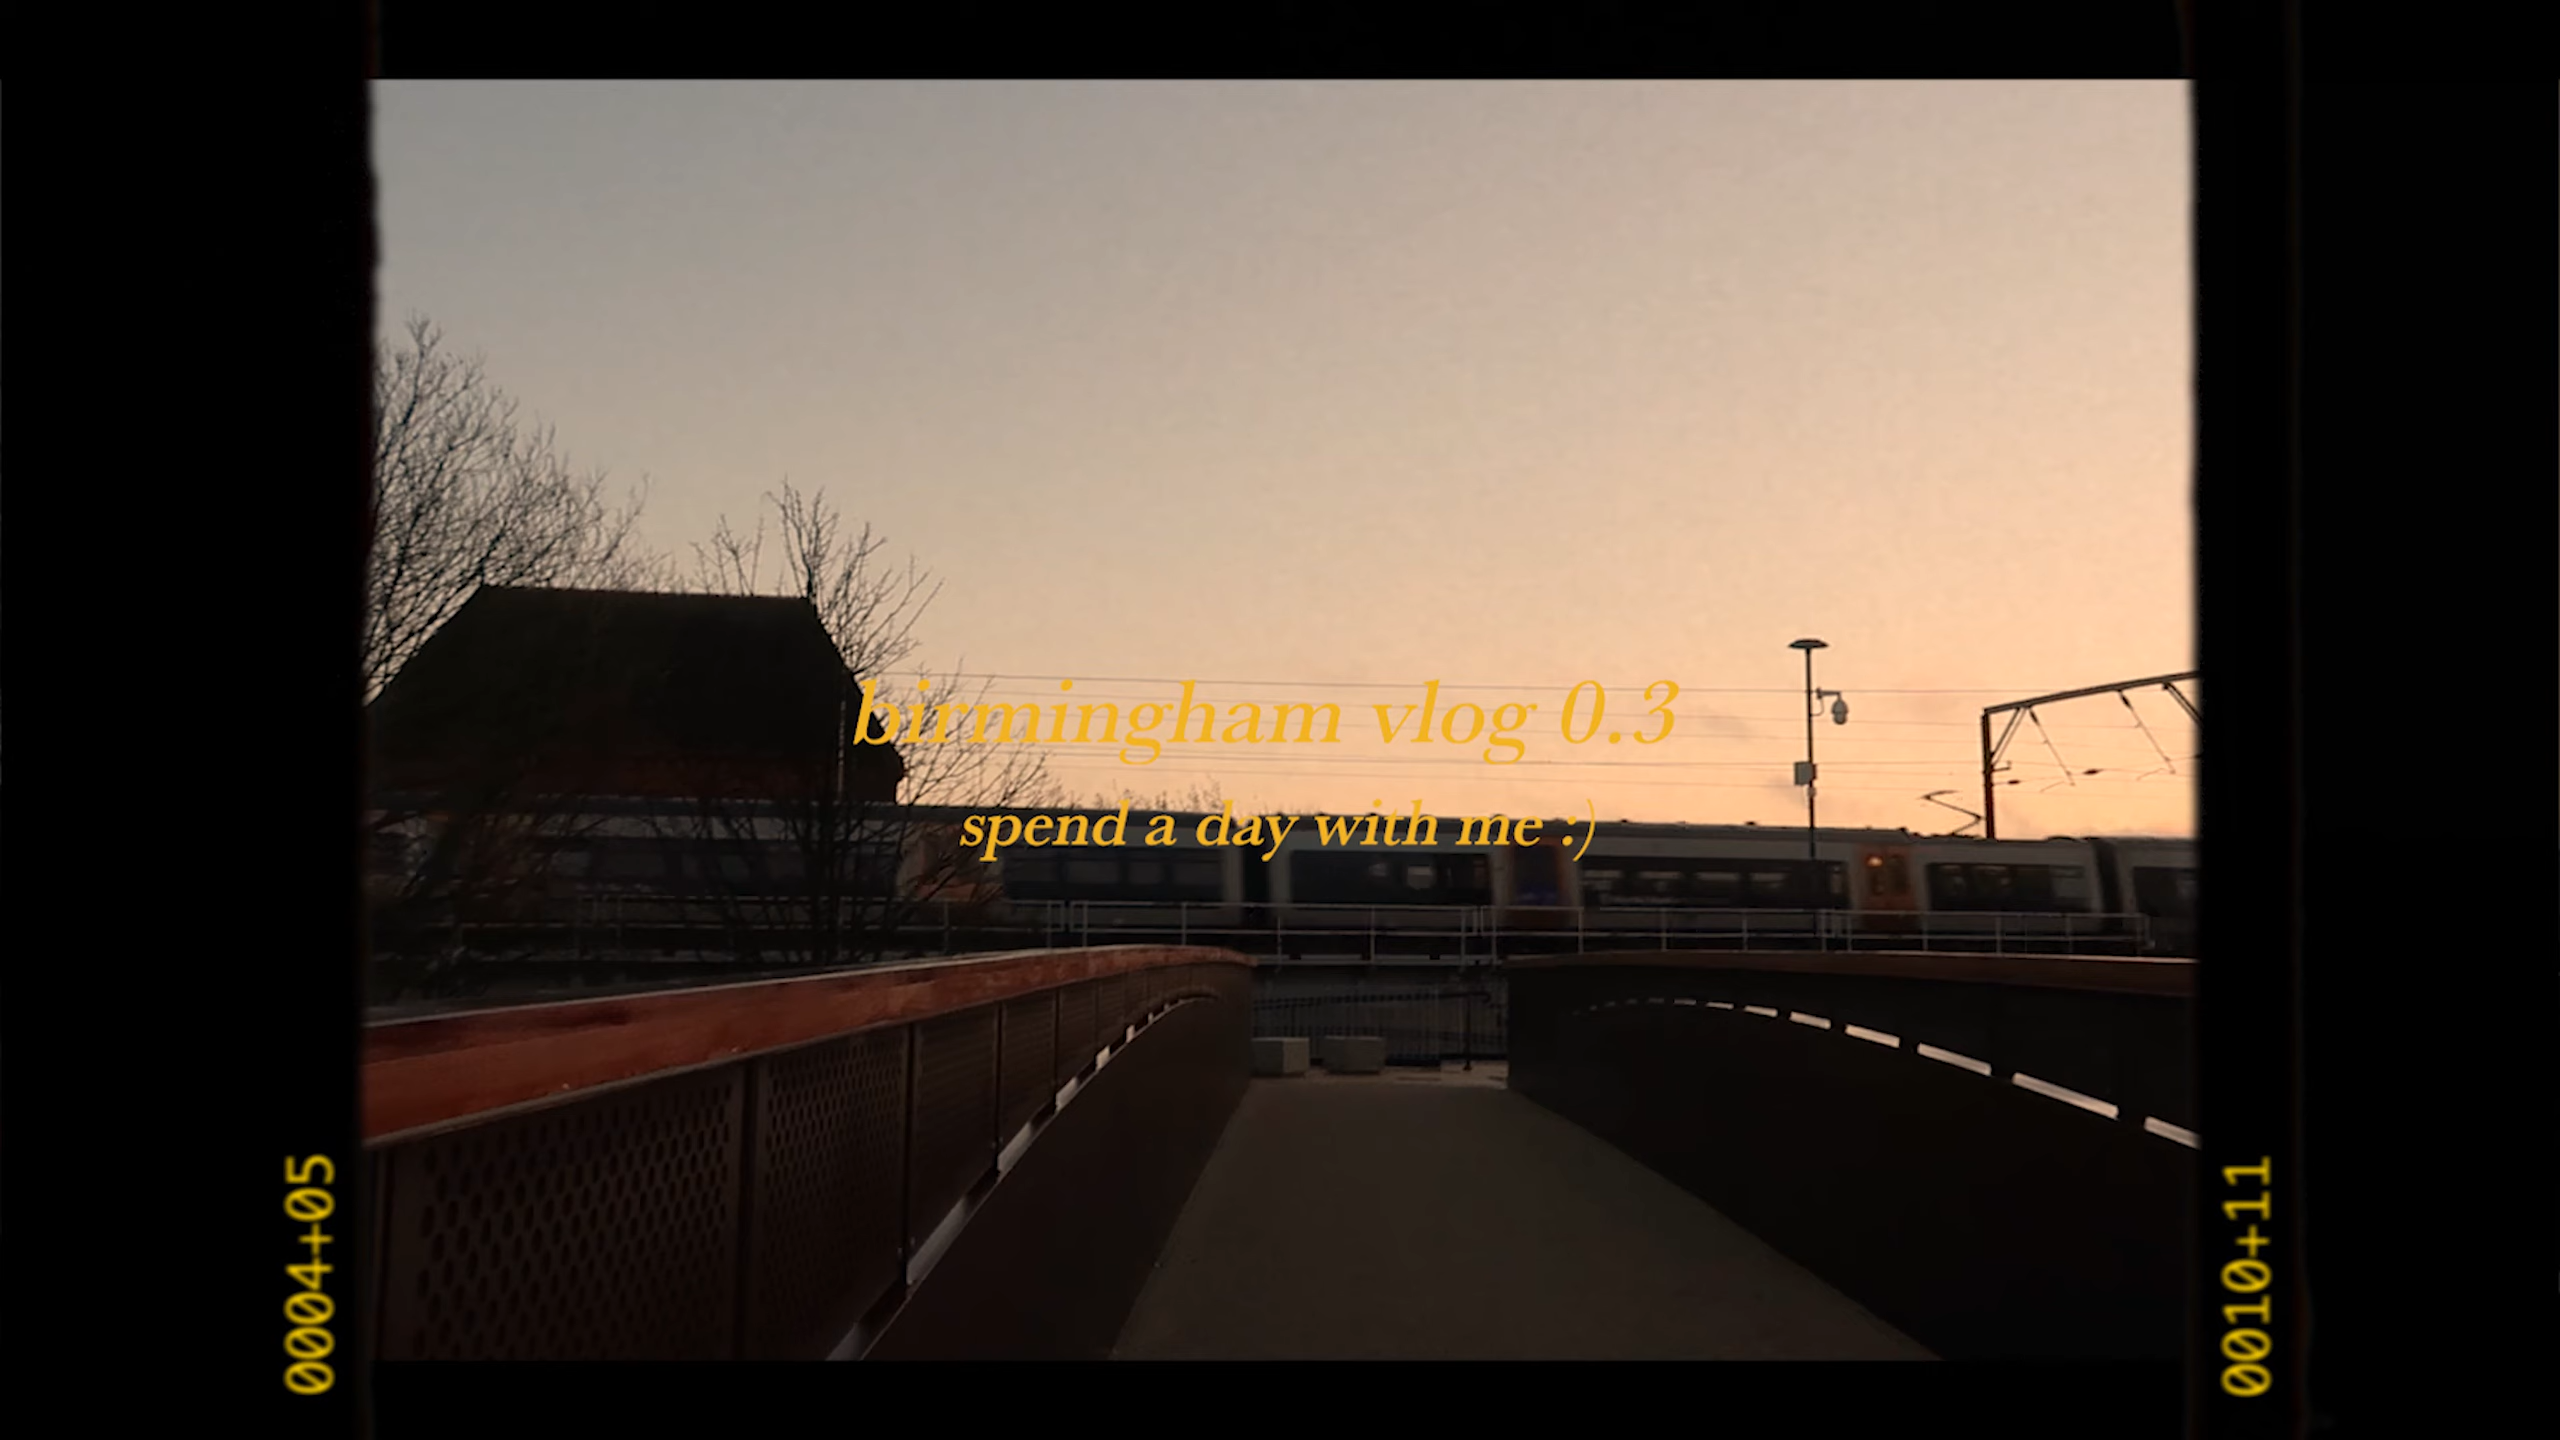 birmingham vlog 0.3
spend a day with me :)
0004+05
0010+11